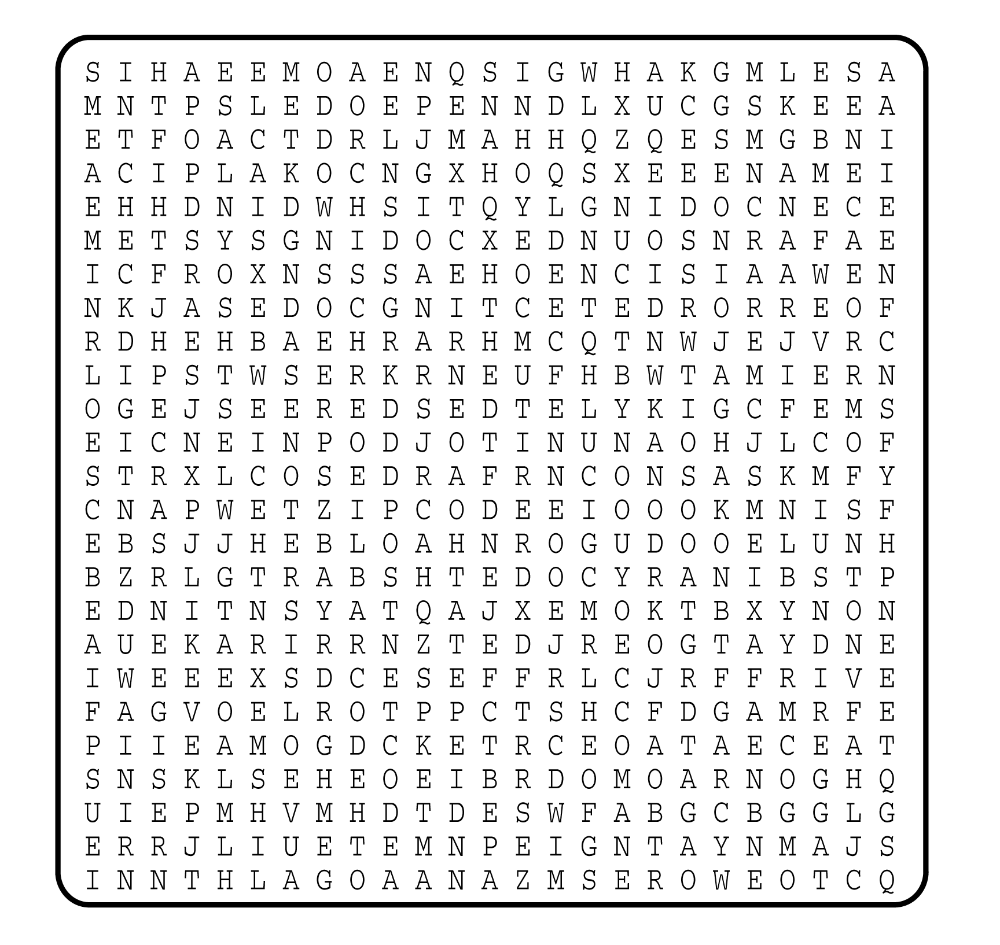 S I H A E E M O A E N Q S I G W H A K G M L E S A
M N T P S L E D O E P E N N D L X U C G S K E E A
E T F O A C T D R L J M A H H Q Z Q E S M G B N I
A C I P L A K O C N G X H O Q S X E E E N A M E I
E H H D N I D W H S I T Q Y L G N I D O C N E C E
M E T S Y S G N I D O C X E D N U O S N R A F A E
I C F R O X N S S S A E H O E N C I S I A A W E N
N K J A S E D O C G N I T C E T E D R O R R E O F
R D H E H B A E H R A R H M C Q T N W J E J V R C
L I P S T W S E R K R N E U F H B W T A M I E R N
O G E J S E E R E D S E D T E L Y K I G C F E M S
E I C N E I N P O D J O T I N U N A O H J L C O F
S T R X L C O S E D R A F R N C O N S A S K M F Y
C N A P W E T Z I P C O D E E I O O O K M N I S F
E B S J J H E B L O A H N R O G U D O O E L U N H
B Z R L G T R A B S H T E D O C Y R A N I B S T P
E D N I T N S Y A T Q A J X E M O K T B X Y N O N
A U E K A R I R R N Z T E D J R E O G T A Y D N E
I W E E E X S D C E S E F F R L C J R F F R I V E
F A G V O E L R O T P P C T S H C F D G A M R F E
P I I E A M O G D C K E T R C E O A T A E C E A T
S N S K L S E H E O E I B R D O M O A R N O G H Q
U I E P M H V M H D T D E S W F A B G C B G G L G
E R R J L I U E T E M N P E I G N T A Y N M A J S
I N N T H L A G O A A N A Z M S E R O W E O T C Q